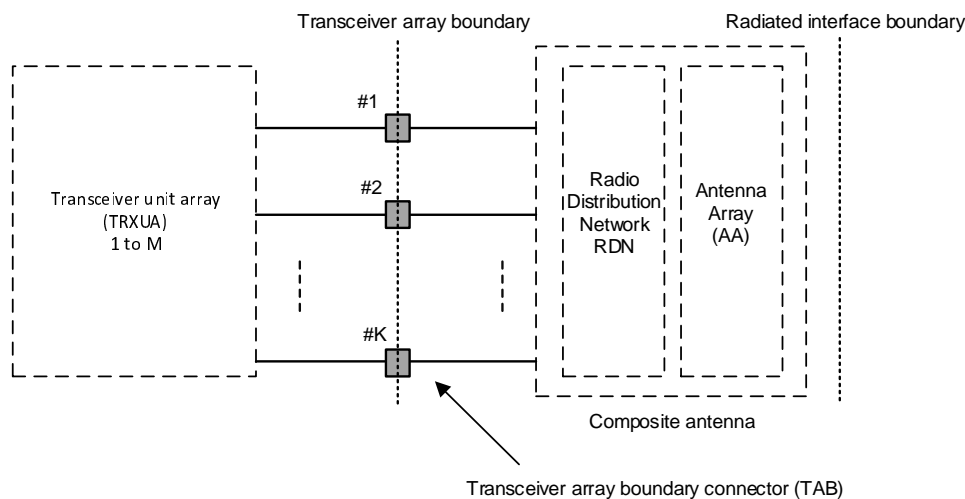 Transceiver array boundary
Radiated interface boundary
#1
#2
#K
Transceiver unit array
(TRXUA)
1 to M
Radio
Distribution
Network
RDN
Antenna
Array
(AA)
Composite antenna
Transceiver array boundary connector (TAB)